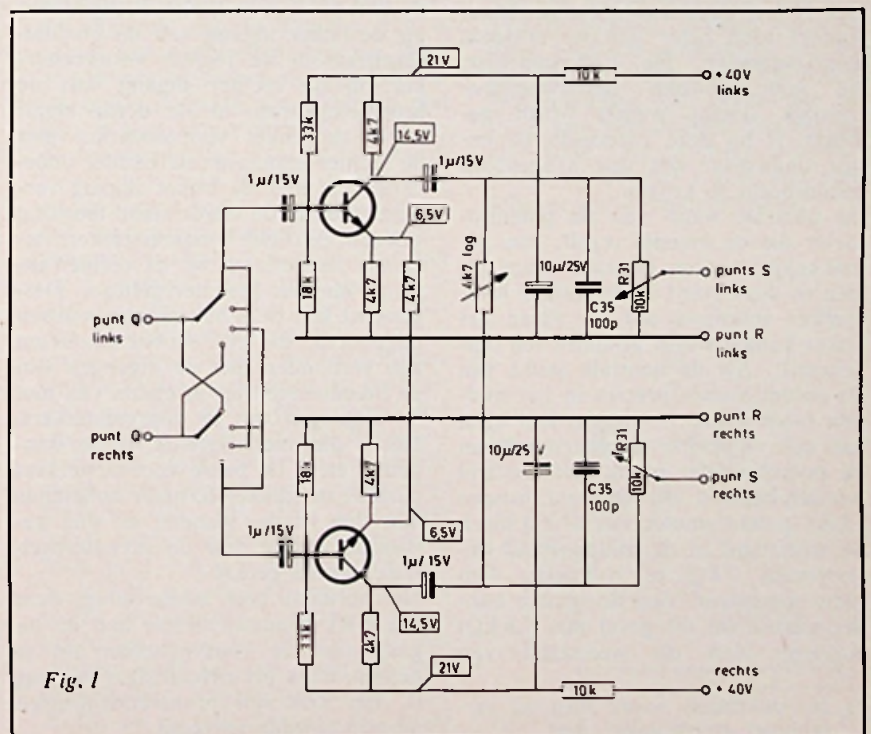 21V
10k
+ 40V
links
33k
4k7
14,5V
1μ/15V
1μ/15V
6,5V
18k
4k7
4k7
4k7 log
10μ/25V
C35
100p
R31
10k
punts S
links
punt Q
links
punt R
links
punt Q
rechts
punt R
rechts
18k
4k7
10μ/25 V
C35
100p
R31
10k
punt S
rechts
6,5V
1μ/15V
1μ/ 15V
33k
4k7
14,5V
21V
10k
rechts
+ 40V
Fig. 1